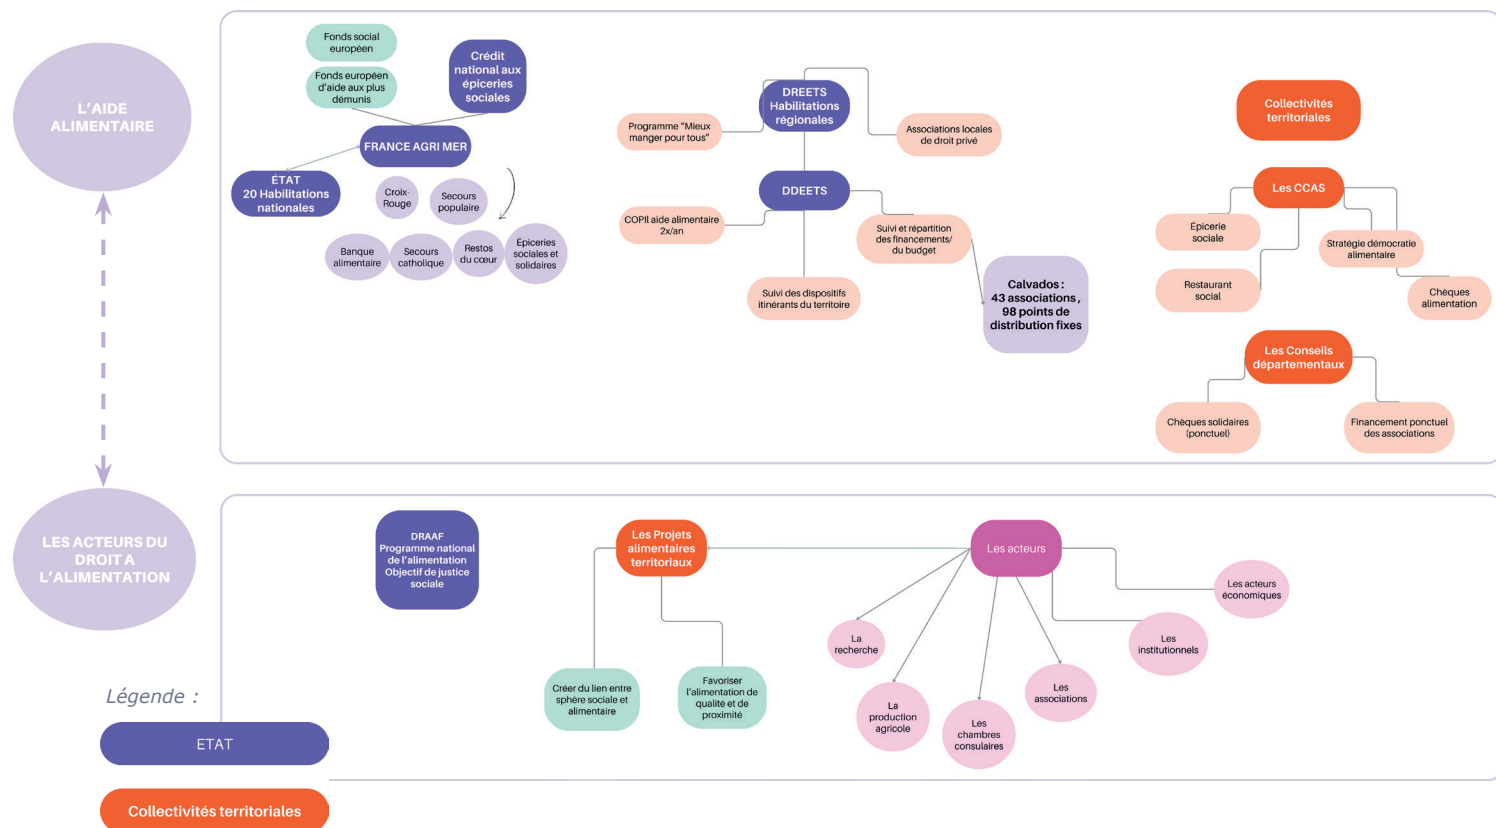 L'AIDE
ALIMENTAIRE
Fonds social
européen
Fonds européen
d'aide aux plus
démunis
Crédit
national aux
épiceries
sociales
FRANCE AGRI MER
ÉTAT
20 Habilitations
nationales
Croix-
Rouge
Secours
populaire
Banque
alimentaire
Secours
catholique
Restos
du cœur
Épiceries
sociales et
solidaires
DREETS
Habilitations
régionales
Programme "Mieux
manger pour tous"
Associations locales
de droit privé
DDEETS
COPIl aide alimentaire
2x/an
Suivi et répartition
des financements/
du budget
Suivi des dispositifs
itinérants du territoire
Calvados :
43 associations ,
98 points de
distribution fixes
Collectivités
territoriales
Les CCAS
Épicerie
sociale
Stratégie démocratie
alimentaire
Restaurant
social
Chèques
alimentation
Les Conseils
départementaux
Chèques solidaires
(ponctuel)
Financement ponctuel
des associations
LES ACTEURS DU
DROIT A
L'ALIMENTATION
DRAAF
Programme national
de l'alimentation
Objectif de justice
sociale
Les Projets
alimentaires
territoriaux
Créer du lien entre
sphère sociale et
alimentaire
Favoriser
l'alimentation de
qualité et de
proximité
Les acteurs
La
recherche
La
production
agricole
Les
chambres
consulaires
Les
associations
Les
institutionnels
Les acteurs
économiques
Légende :
ETAT
Collectivités territoriales